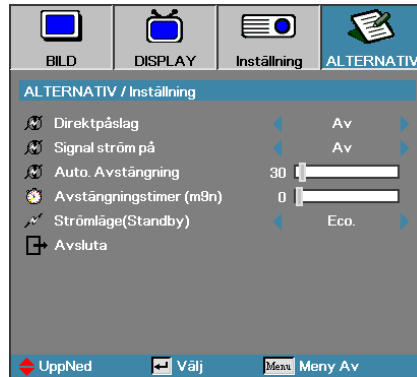 BILD DISPLAY Inställning ALTERNATIV
ALTERNATIV / Inställning
Direktpåslag Av
Signal ström på Av
Auto. Avstängning 30
Avstängningstimer (m9n) 0
Strömläge(Standby) Eco.
Avsluta
UppNed Välj Menu Meny Av